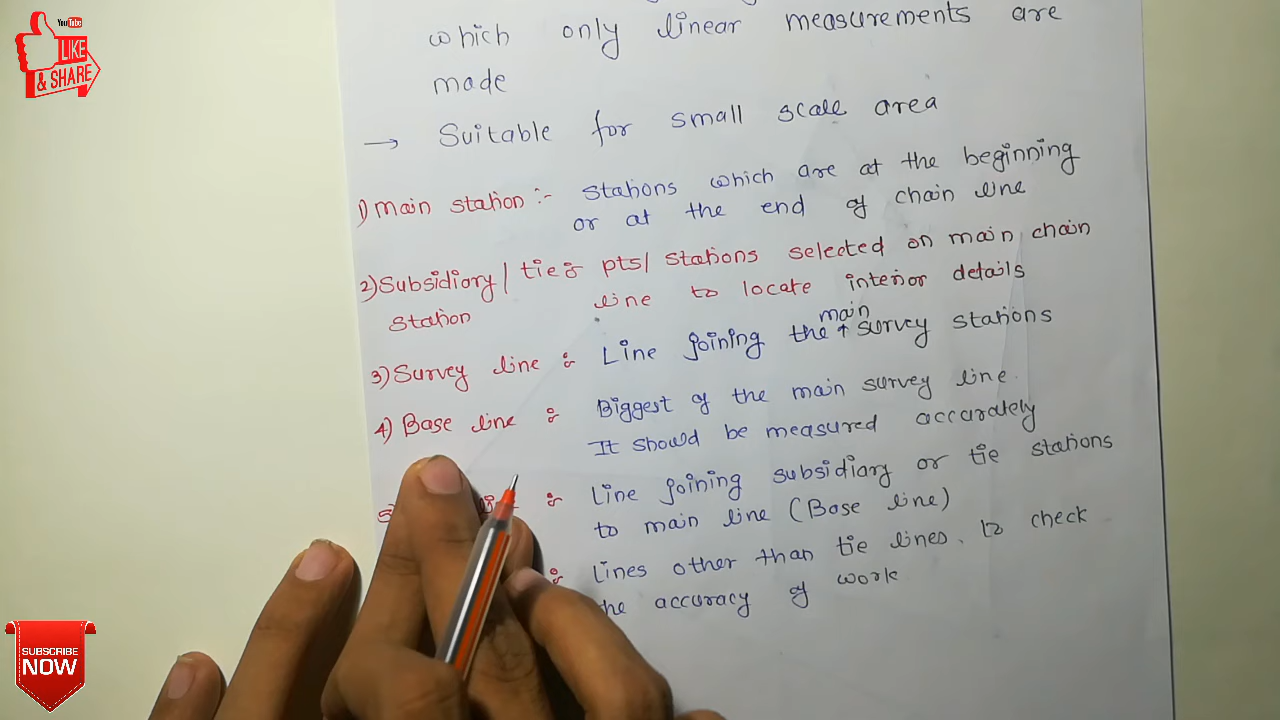 YouTube
LIKE
& SHARE
which only linear measurements are
made
→ Suitable for small scale area
1) Main station :- stations which are at the beginning
or at the end of chain line
2) Subsidiory / tie :- pts / stations selected on main chain
station line to locate interior details
main
3) Survey line :- Line joining the ↑ survey stations
4) Base line :- Biggest of the main survey line.
It should be measured accurately
5) :- Line joining subsidiary or tie stations
to main line (Base line)
:- lines other than tie lines. to check
the accuracy of work
SUBSCRIBE
NOW